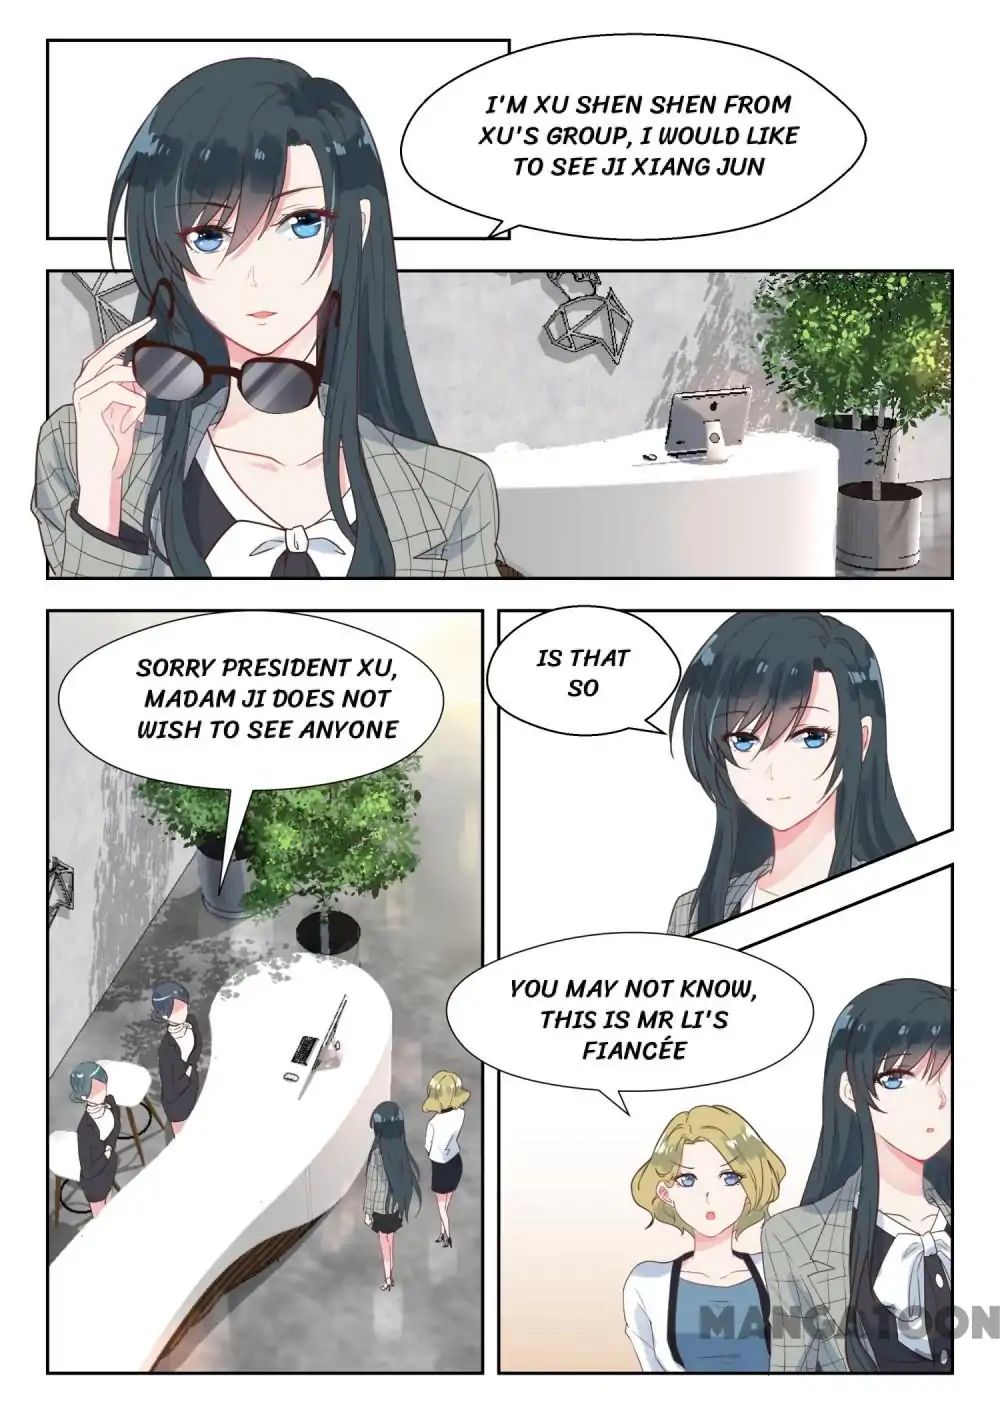 I'M XU SHEN SHEN FROM
XU'S GROUP, I WOULD LIKE
TO SEE JI XIANG JUN
SORRY PRESIDENT XU,
MADAM JI DOES NOT
WISH TO SEE ANYONE
IS THAT
SO
YOU MAY NOT KNOW,
THIS IS MR LI'S
FIANCÉE
MANGATOON